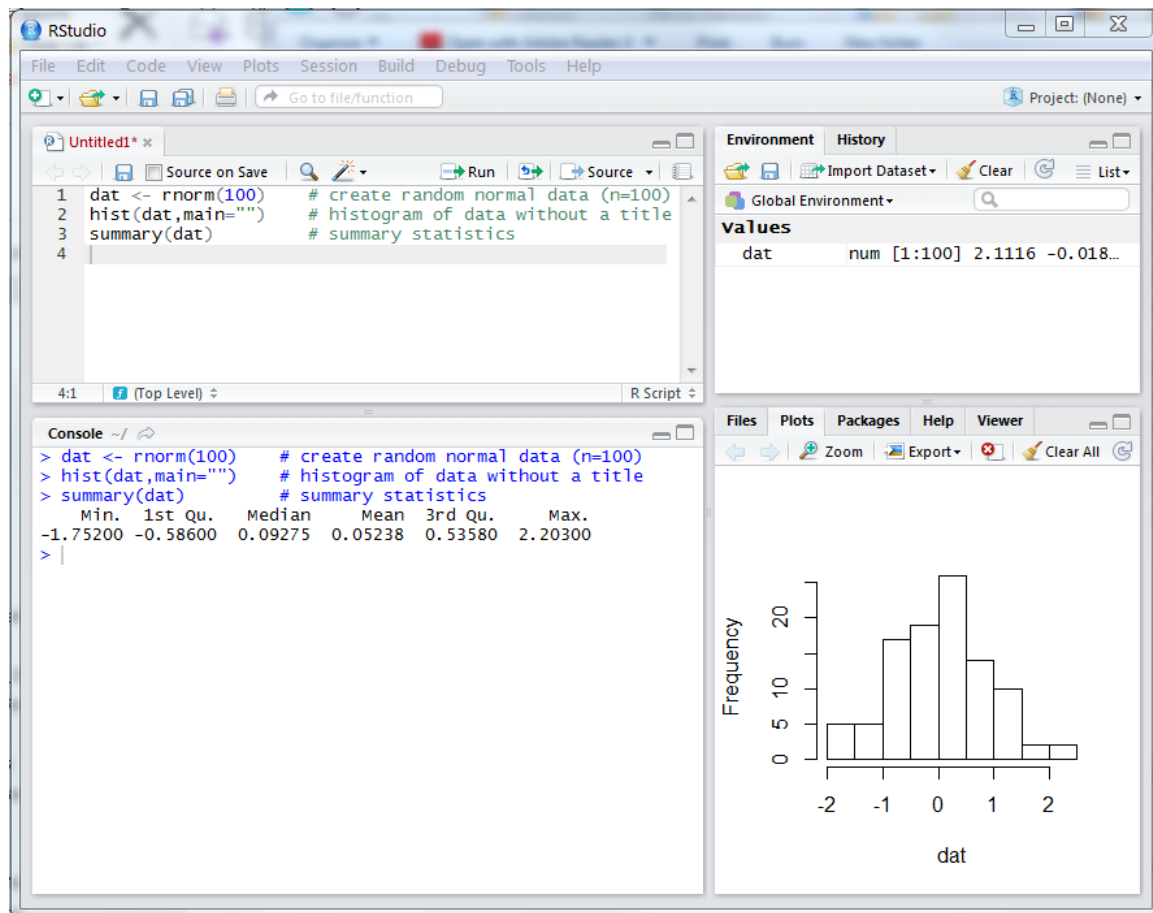 RStudio
File Edit Code View Plots Session Build Debug Tools Help
Go to file/function
Project: (None)
Untitled1*
Source on Save
Run
Source
1 dat <- rnorm(100)     # create random normal data (n=100)
2 hist(dat,main="")     # histogram of data without a title
3 summary(dat)          # summary statistics
4
4:1 (Top Level) R Script
Console ~/
> dat <- rnorm(100)    # create random normal data (n=100)
> hist(dat,main="")    # histogram of data without a title
> summary(dat)         # summary statistics
    Min.  1st Qu.   Median     Mean  3rd Qu.     Max.
-1.75200 -0.58600  0.09275  0.05238  0.53580  2.20300
>
Environment History
Import Dataset Clear List
Global Environment
Values
dat num [1:100] 2.1116 -0.018…
Files Plots Packages Help Viewer
Zoom Export Clear All
Frequency
20
10
5
0
-2 -1 0 1 2
dat